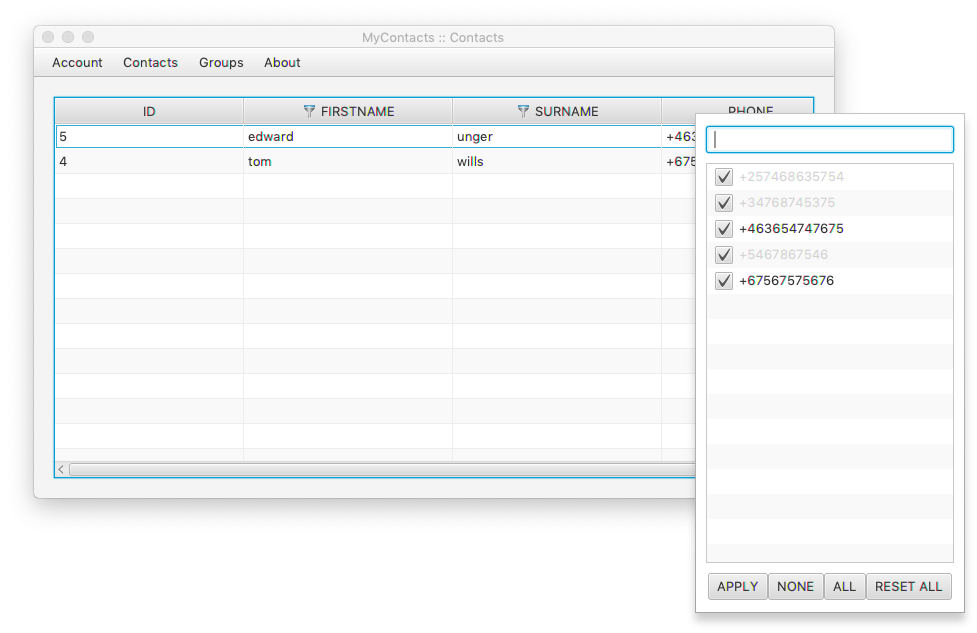 MyContacts :: Contacts
Account Contacts Groups About
ID FIRSTNAME SURNAME PHONE
5 edward unger +463
4 tom wills +675
+257468635754
+34768745375
+463654747675
+5467867546
+67567575676
APPLY NONE ALL RESET ALL